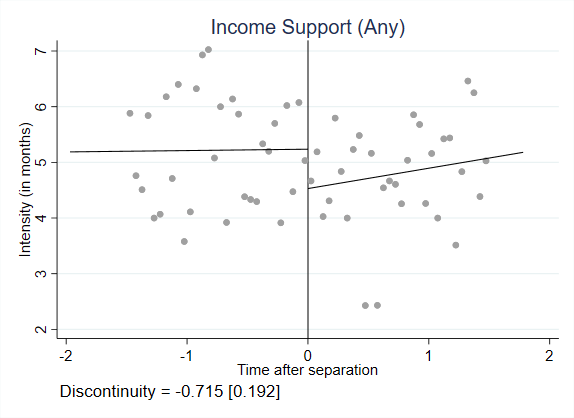 Income Support (Any)
Intensity (in months)
7
6
5
4
3
2
-2 -1 0 1 2
Time after separation
Discontinuity = -0.715 [0.192]